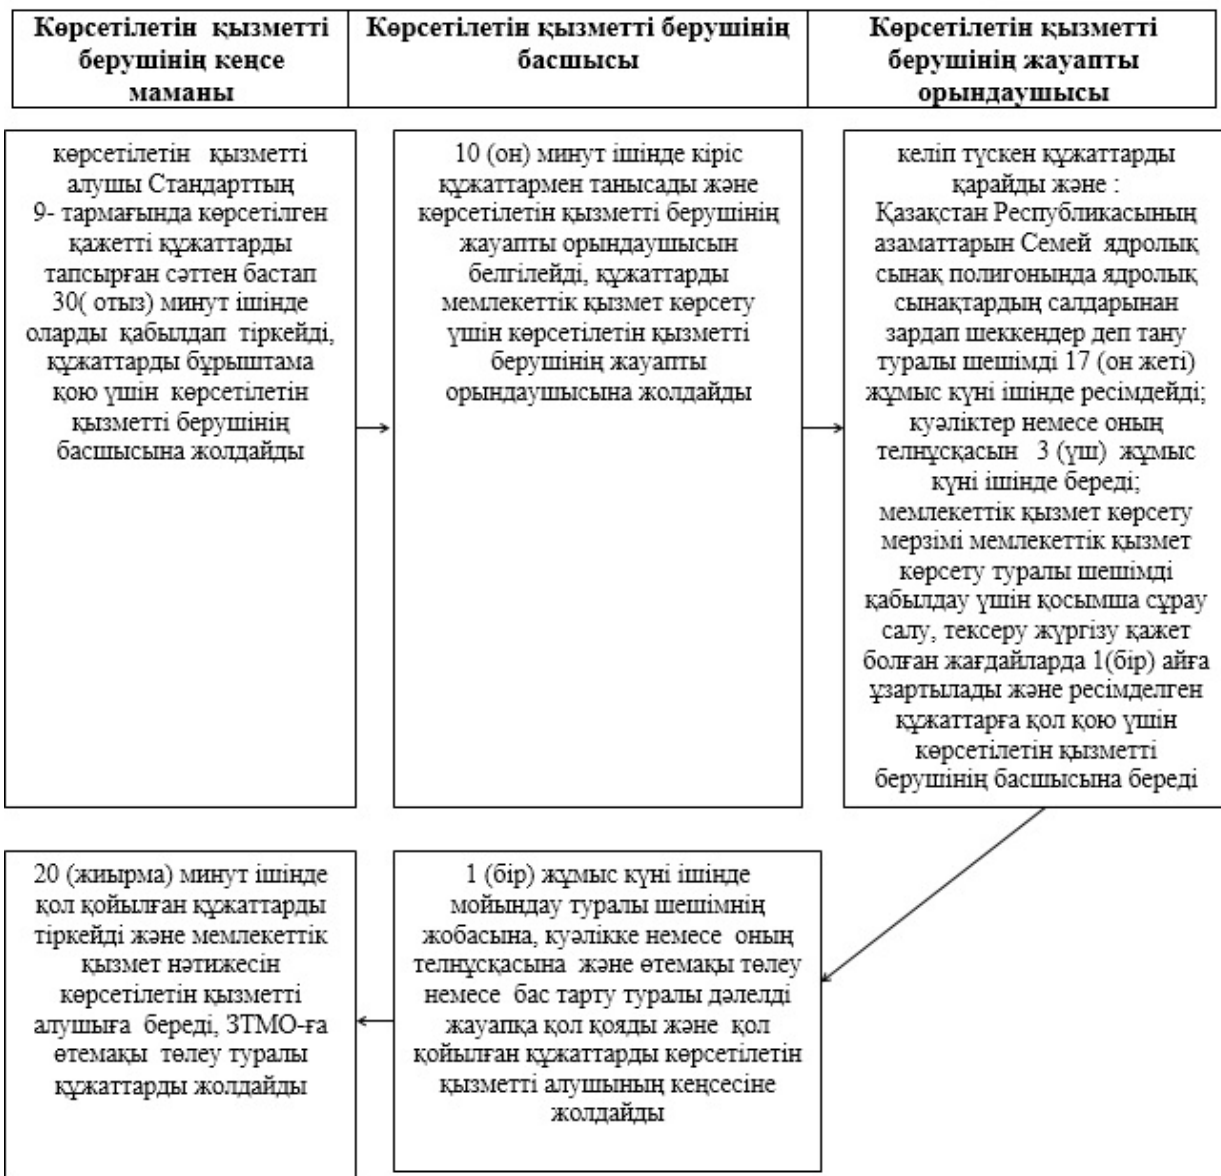 Көрсетілетін қызметті
берушінің кеңсе
маманы
Көрсетілетін қызметті берушінің
басшысы
Көрсетілетін қызметті
берушінің жауапты
орындаушысы
көрсетілетін қызметті
алушы Стандарттың
9- тармағында көрсетілген
қажетті құжаттарды
тапсырған сәттен бастап
30( отыз) минут ішінде
оларды қабылдап тіркейді,
құжаттарды бұрыштама
қою үшін көрсетілетін
қызметті берушінің
басшысына жолдайды
10 (он) минут ішінде кіріс
құжаттармен танысады және
көрсетілетін қызметті берушінің
жауапты орындаушысын
белгілейді, құжаттарды
мемлекеттік қызмет көрсету
үшін көрсетілетін қызметті
берушінің жауапты
орындаушысына жолдайды
келіп түскен құжаттарды
қарайды және :
Қазақстан Республикасының
азаматтарын Семей ядролық
сынақ полигонында ядролық
сынақтардың салдарынан
зардап шеккендер деп тану
туралы шешімді 17 (он жеті)
жұмыс күні ішінде ресімдейді;
куәліктер немесе оның
телнұсқасын 3 (үш) жұмыс
күні ішінде береді;
мемлекеттік қызмет көрсету
мерзімі мемлекеттік қызмет
көрсету туралы шешімді
қабылдау үшін қосымша сұрау
салу, тексеру жүргізу қажет
болған жағдайларда 1(бір) айға
ұзартылады және ресімделген
құжаттарға қол қою үшін
көрсетілетін қызметті
берушінің басшысына береді
20 (жиырма) минут ішінде
қол қойылған құжаттарды
тіркейді және мемлекеттік
қызмет нәтижесін
көрсетілетін қызметті
алушыға береді, ЗТМО-ға
өтемақы төлеу туралы
құжаттарды жолдайды
1 (бір) жұмыс күні ішінде
мойындау туралы шешімнің
жобасына, куәлікке немесе оның
телнұсқасына және өтемақы төлеу
немесе бас тарту туралы дәлелді
жауапқа қол қояды және қол
қойылған құжаттарды көрсетілетін
қызметті алушының кеңсесіне
жолдайды